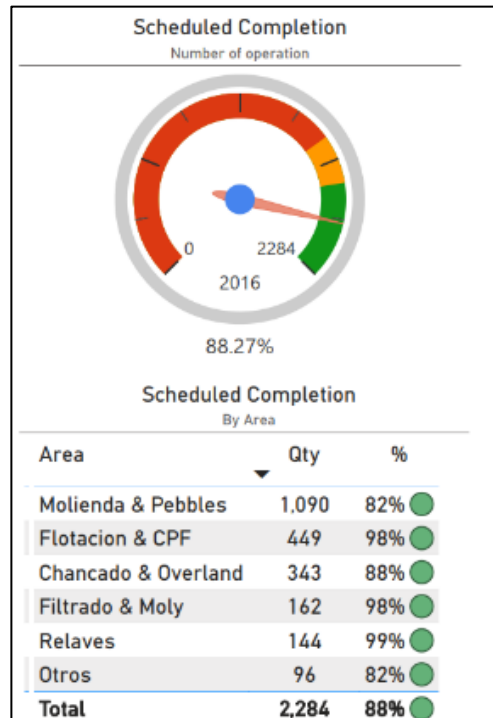 Scheduled Completion
Number of operation
0 2284
2016
88.27%
Scheduled Completion
By Area
Area Qty %
Molienda & Pebbles 1,090 82%
Flotacion & CPF 449 98%
Chancado & Overland 343 88%
Filtrado & Moly 162 98%
Relaves 144 99%
Otros 96 82%
Total 2,284 88%